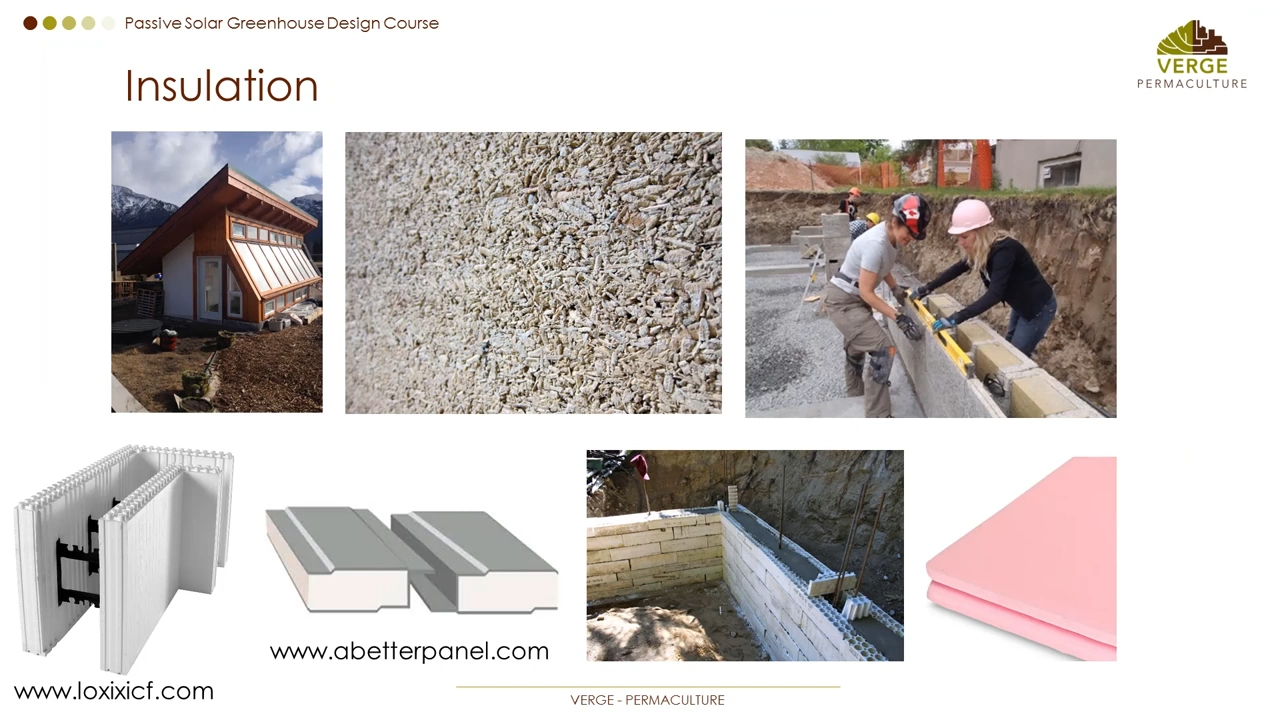 Passive Solar Greenhouse Design Course
VERGE
PERMACULTURE
Insulation
www.abetterpanel.com
www.loxixicf.com
VERGE - PERMACULTURE